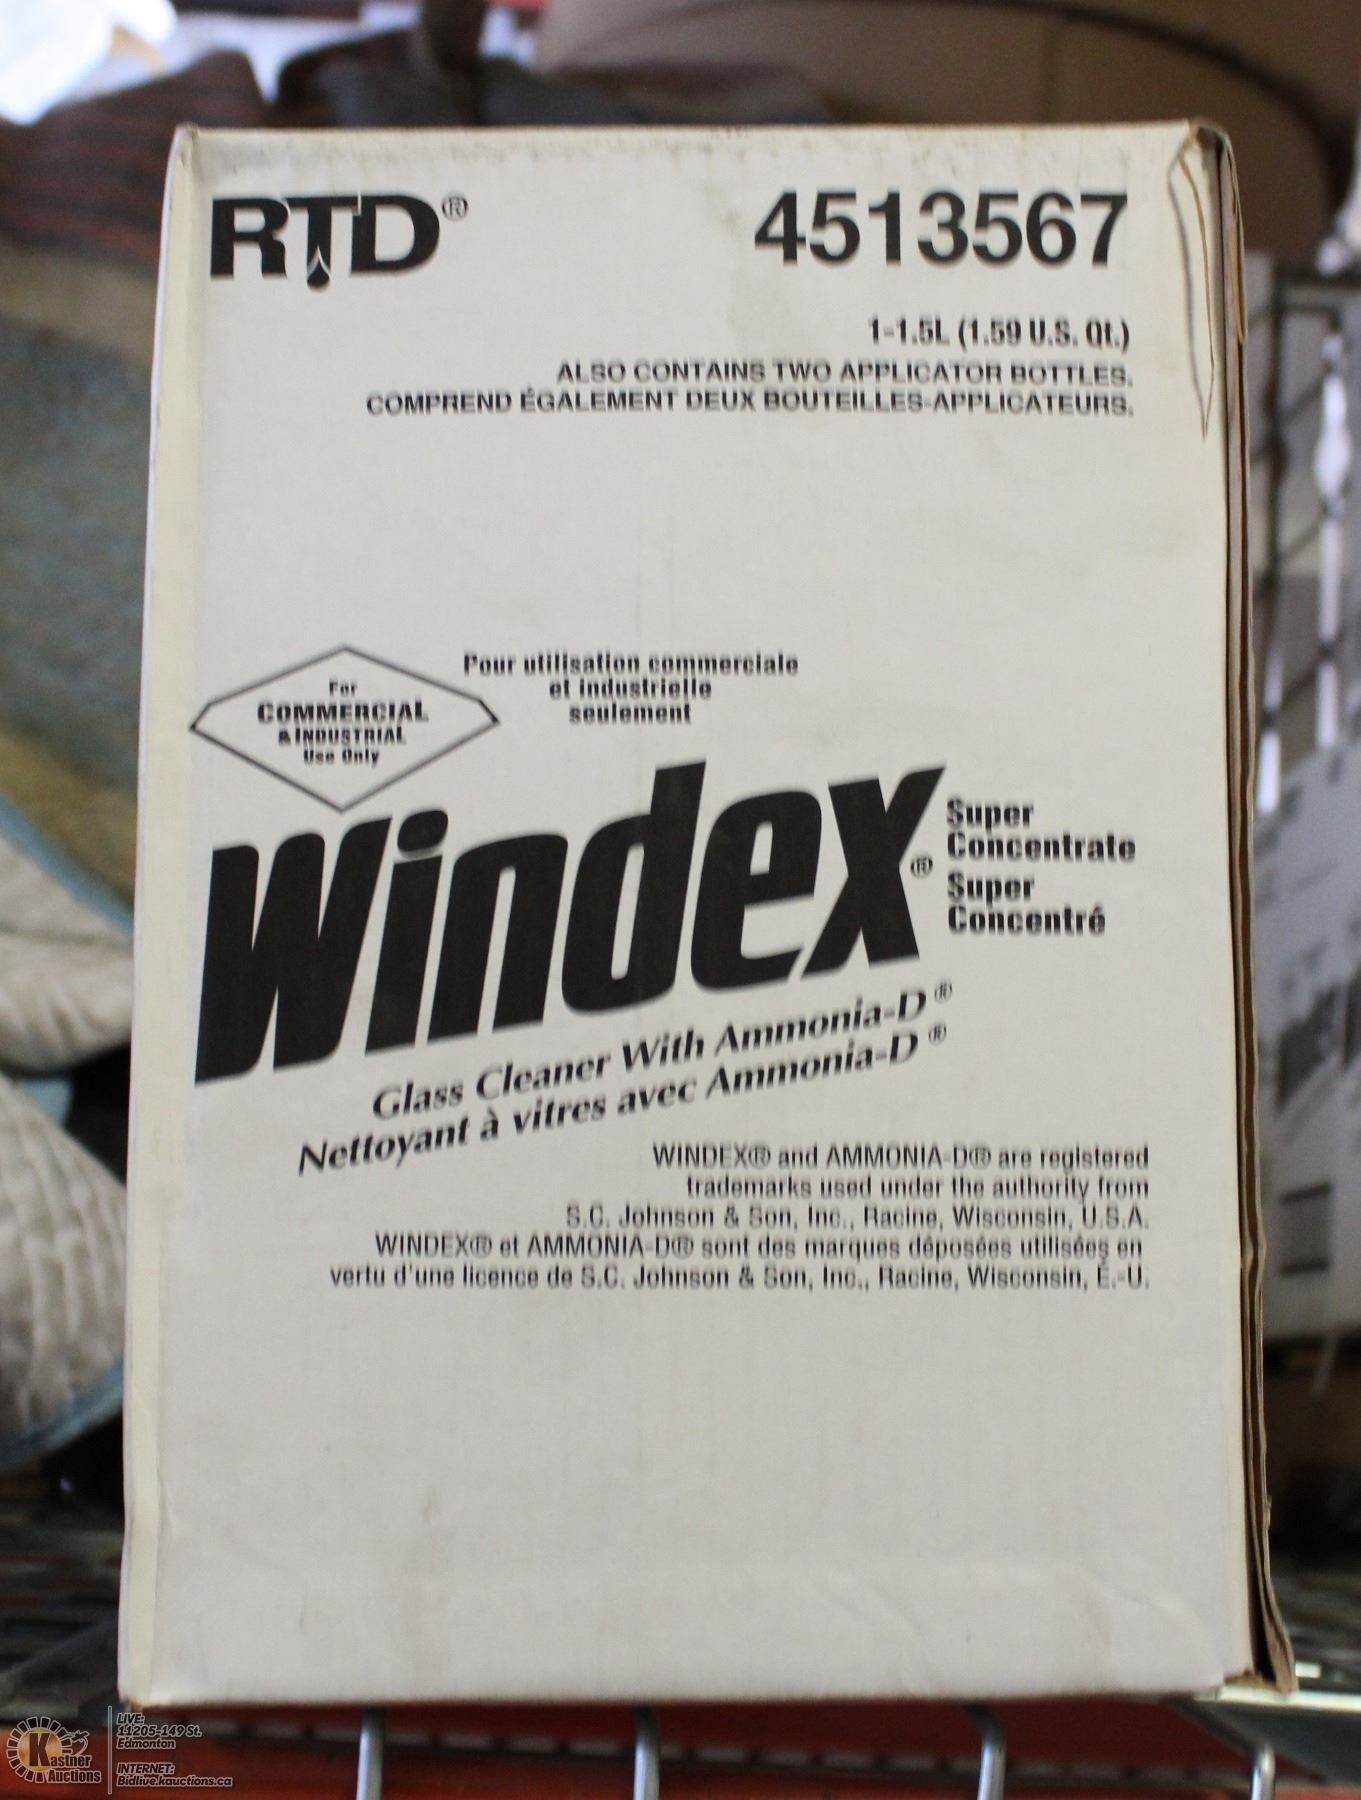 RTD® 4513567
1-1.5L (1.59 U.S. Qt.)
ALSO CONTAINS TWO APPLICATOR BOTTLES.
COMPREND ÉGALEMENT DEUX BOUTEILLES-APPLICATEURS.
For
COMMERCIAL
& INDUSTRIAL
Use Only
Pour utilisation commerciale
et industrielle
seulement
Windex®
Super
Concentrate
Super
Concentré
Glass Cleaner With Ammonia-D®
Nettoyant à vitres avec Ammonia-D®
WINDEX® and AMMONIA-D® are registered
trademarks used under the authority from
S.C. Johnson & Son, Inc., Racine, Wisconsin, U.S.A.
WINDEX® et AMMONIA-D® sont des marques déposées utilisées en
vertu d'une licence de S.C. Johnson & Son, Inc., Racine, Wisconsin, É.-U.
Kastner
Auctions
LIVE:
11205-149 St.
Edmonton
INTERNET:
Bidlive.kauctions.ca